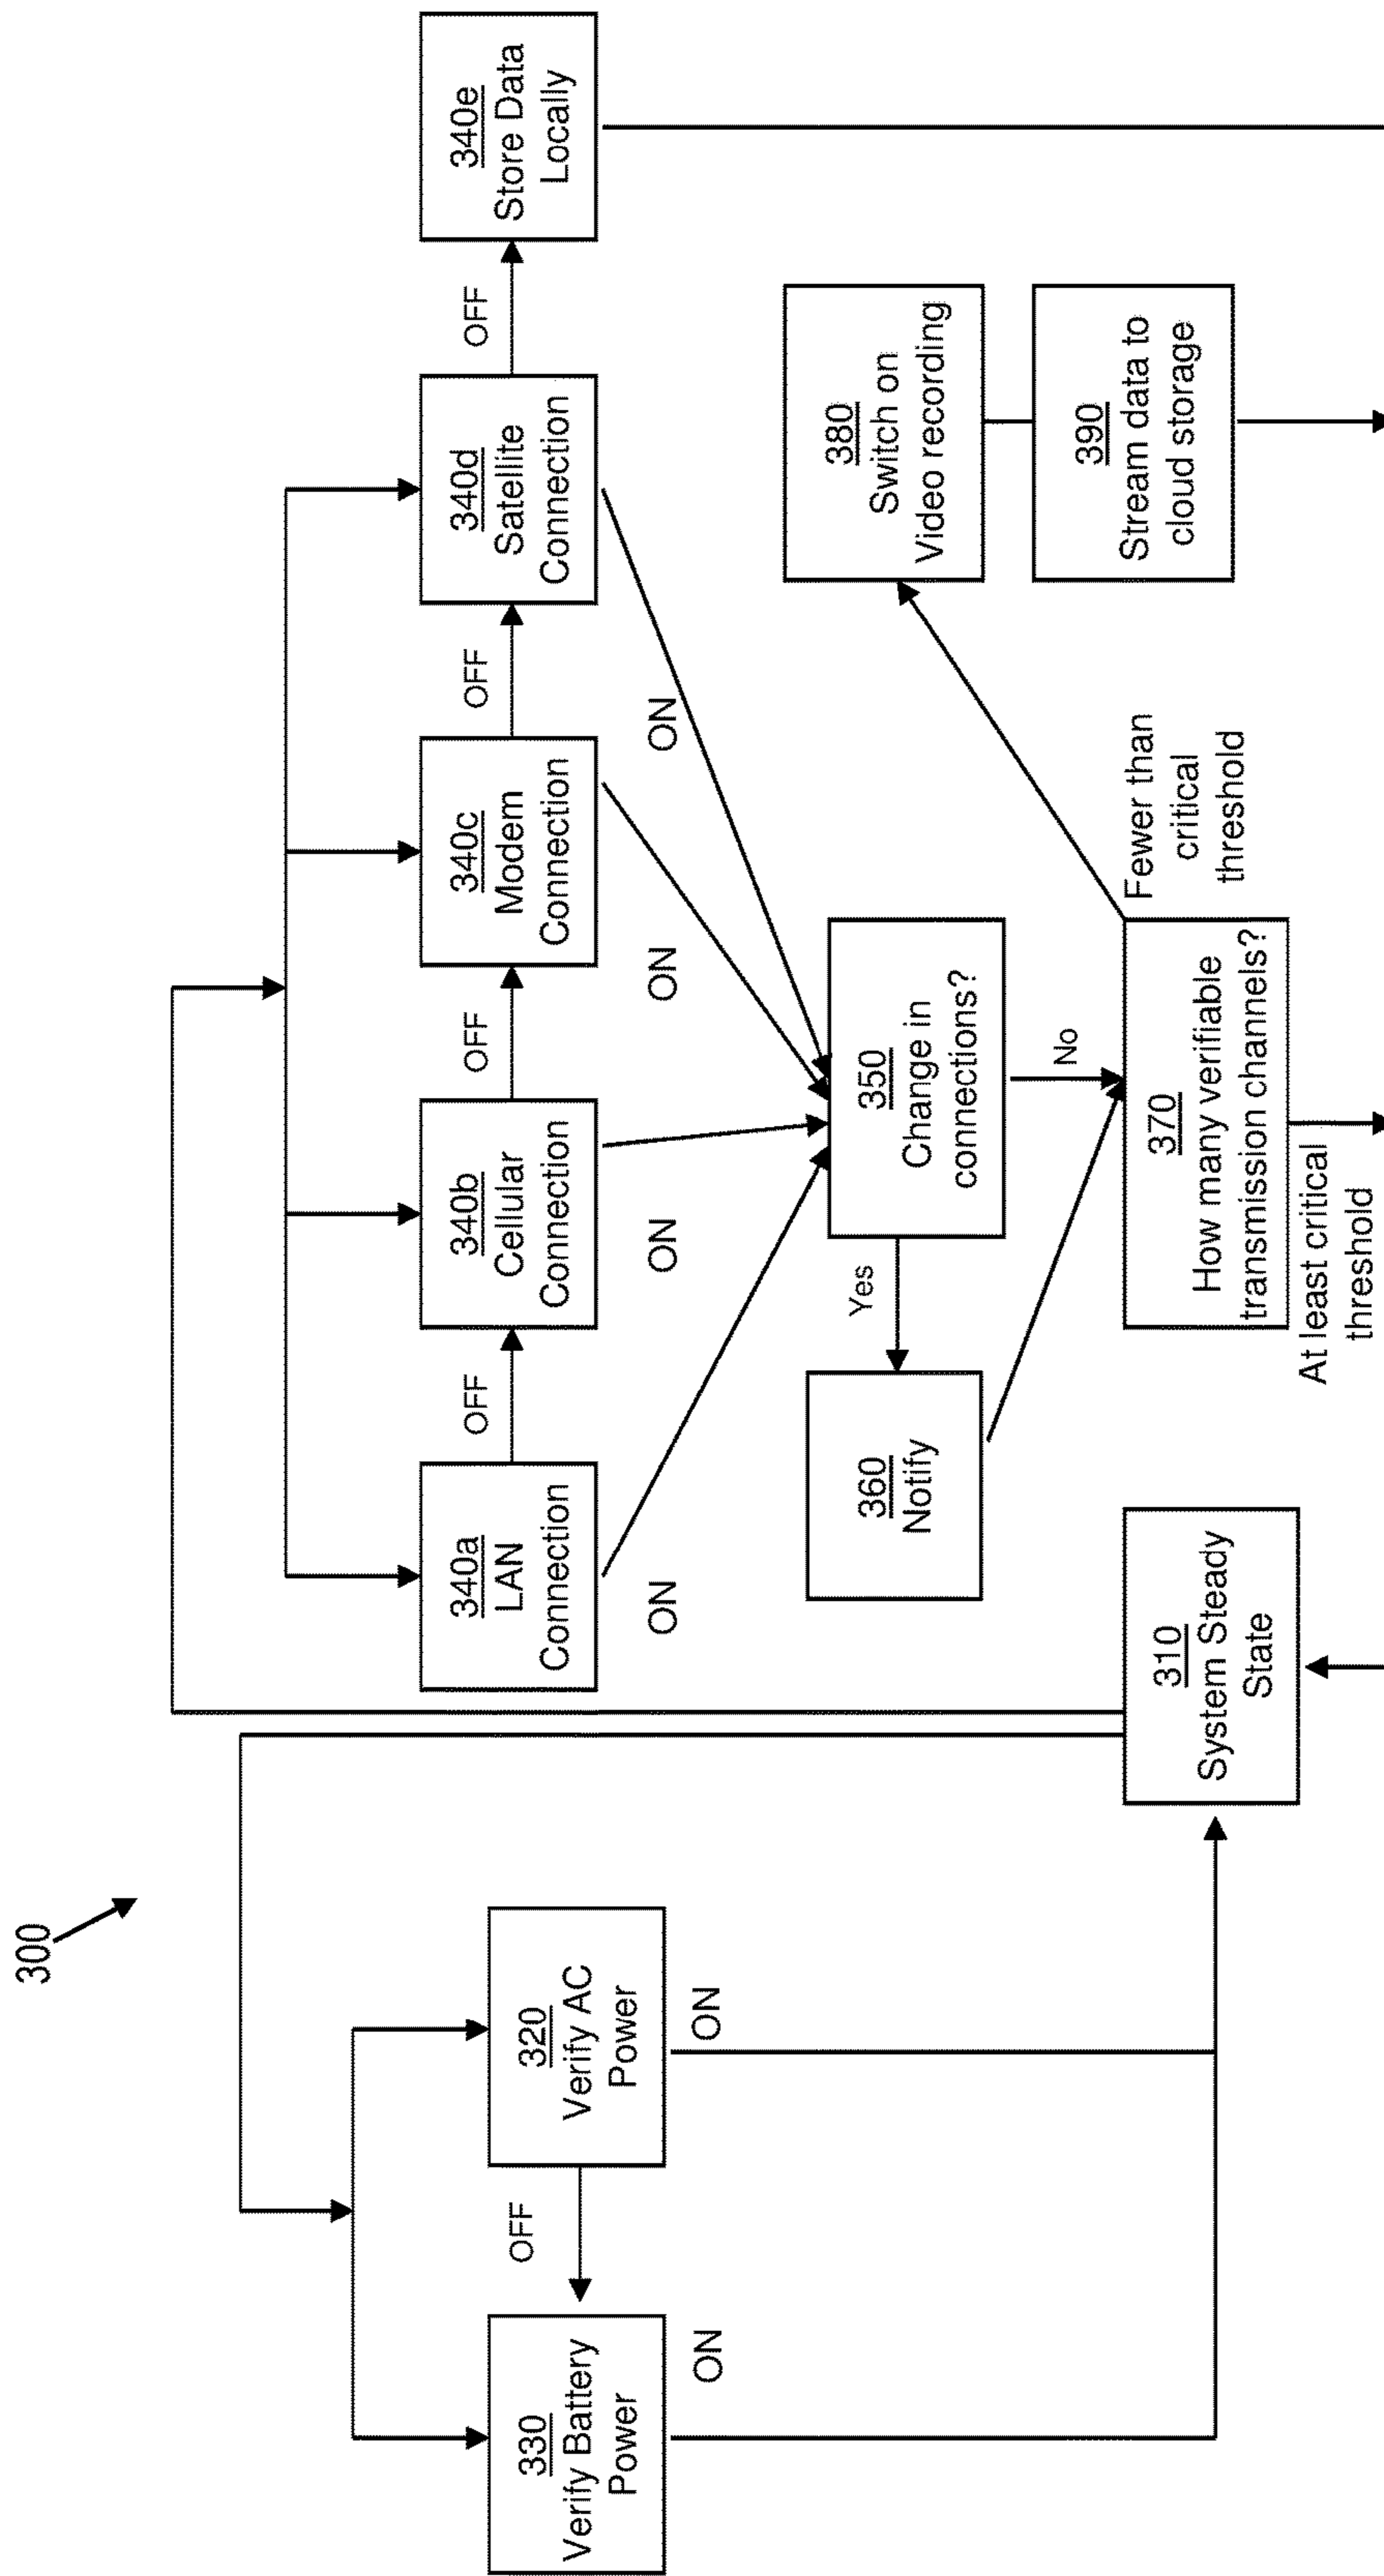 300
330
Verify Battery
Power
ON
OFF
320
Verify AC
Power
ON
310
System Steady
State
340a
LAN
Connection
ON
OFF
340b
Cellular
Connection
ON
OFF
340c
Modem
Connection
ON
OFF
340d
Satellite
Connection
ON
OFF
340e
Store Data
Locally
360
Notify
Yes
350
Change in
connections?
No
370
How many verifiable
transmission channels?
At least critical
threshold
Fewer than
critical
threshold
380
Switch on
Video recording
390
Stream data to
cloud storage